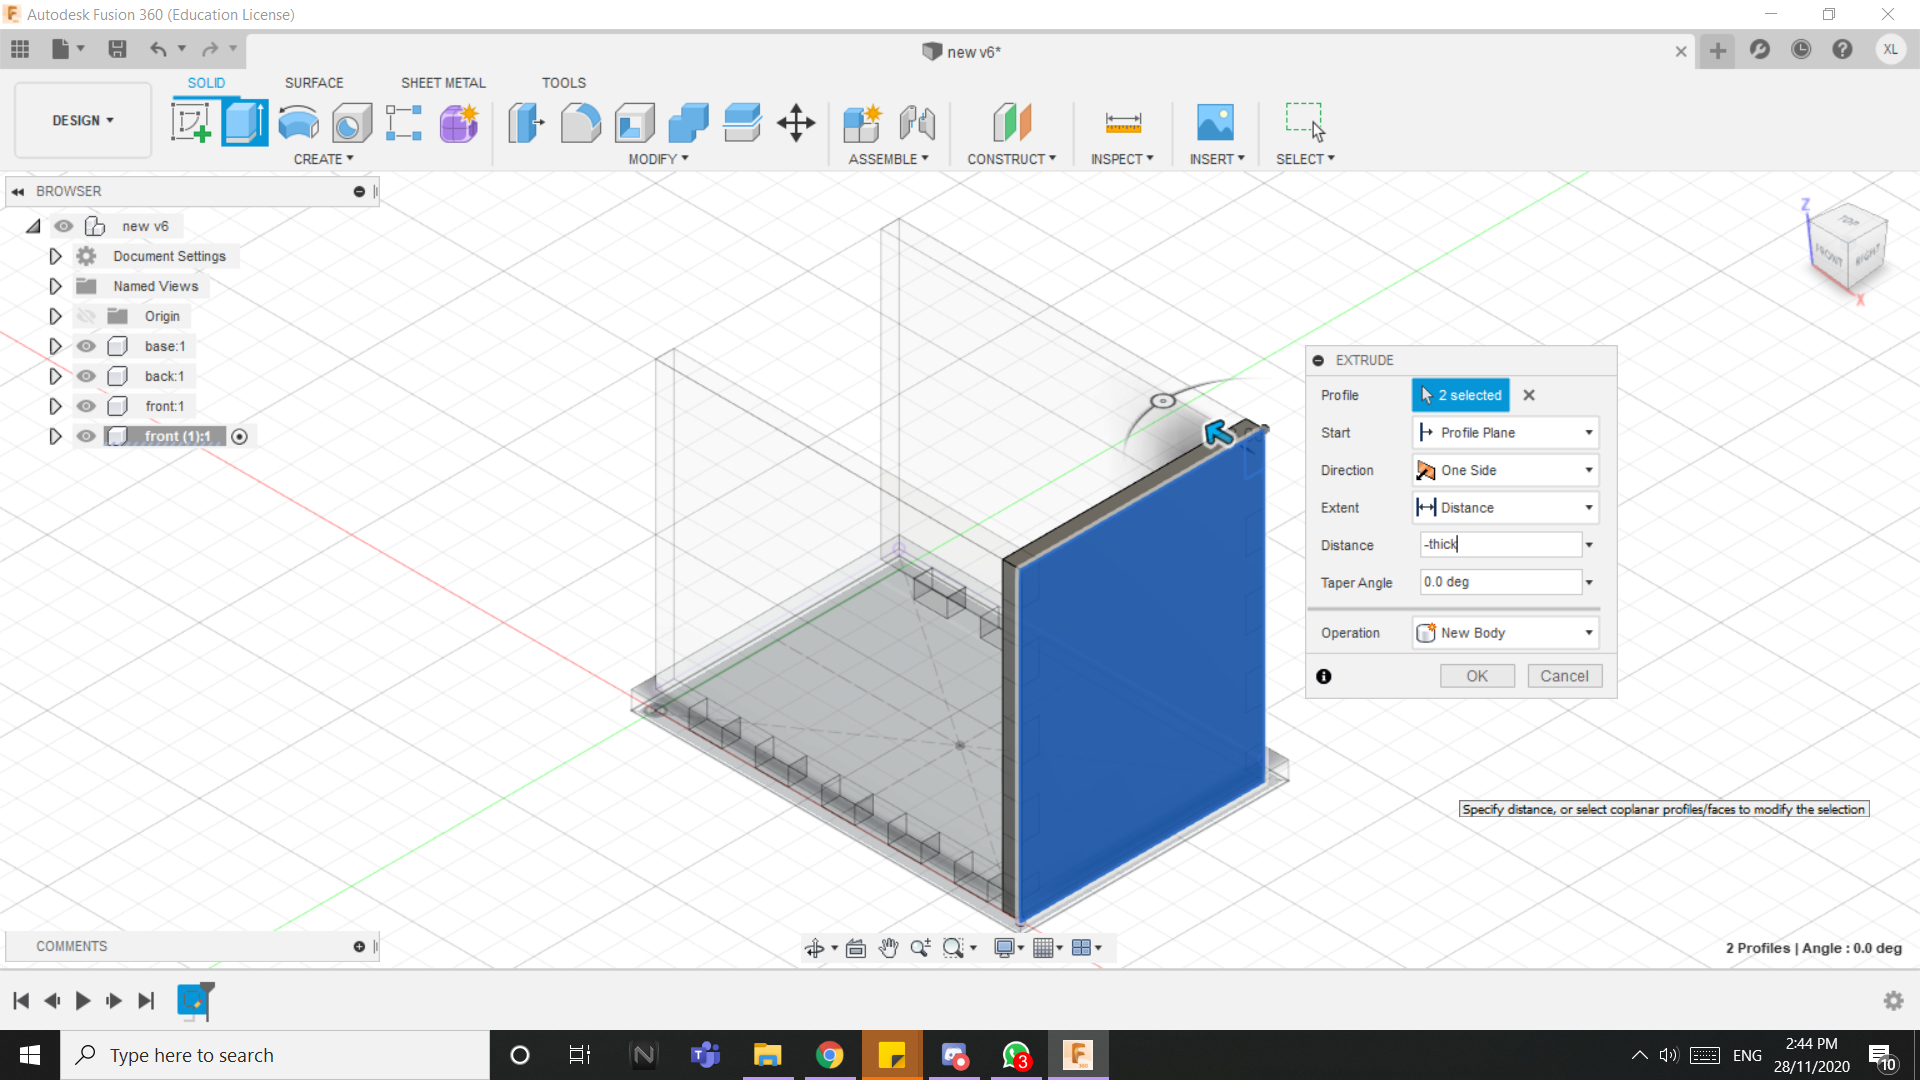 Autodesk Fusion 360 (Education License)
new v6*
XL
SOLID
SURFACE
SHEET METAL
TOOLS
DESIGN
CREATE
MODIFY
ASSEMBLE
CONSTRUCT
INSPECT
INSERT
SELECT
BROWSER
new v6
Document Settings
Named Views
Origin
base:1
back:1
front:1
front (1):1
Z
TOP
FRONT
RIGHT
X
EXTRUDE
Profile
2 selected
Start
Profile Plane
Direction
One Side
Extent
Distance
Distance
-thick
Taper Angle
0.0 deg
Operation
New Body
OK
Cancel
Specify distance, or select coplanar profiles/faces to modify the selection
COMMENTS
2 Profiles | Angle : 0.0 deg
Type here to search
3
ENG
2:44 PM
28/11/2020
10